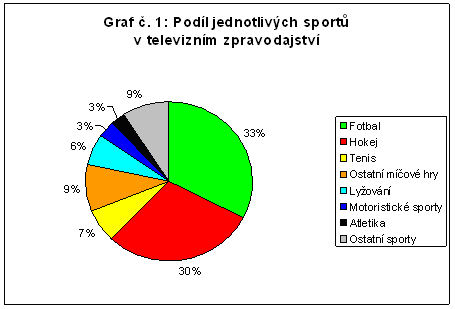 Graf č. 1: Podíl jednotlivých sportů
v televizním zpravodajství
9%
3%
3%
6%
9%
7%
30%
33%
Fotbal
Hokej
Tenis
Ostatní míčové hry
Lyžování
Motoristické sporty
Atletika
Ostatní sporty